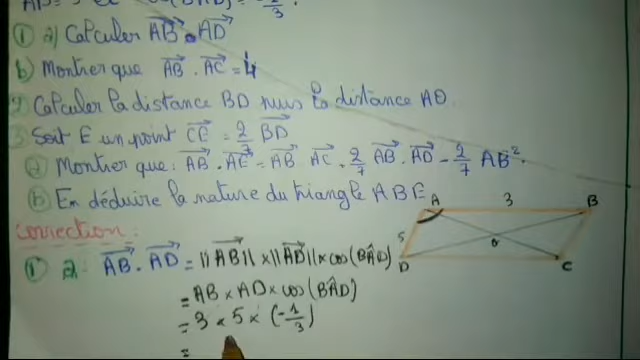 ① a) Calculer AB . AD
b) Montrer que AB . AC = 4
2) Calculer la distance BD puis la distance AO.
3) Soit E un point CE = 2/7 BD
a) Montrer que: AB . AE = AB . AC + 2/7 AB . AD - 2/7 AB².
b) En déduire la nature du triangle ABE
correction:
① a- AB . AD = ||AB|| × ||AD|| × cos(BÂD)
= AB × AD × cos(BÂD)
= 3 × 5 × (-1/3)
=
A 3 B
5
O
D C